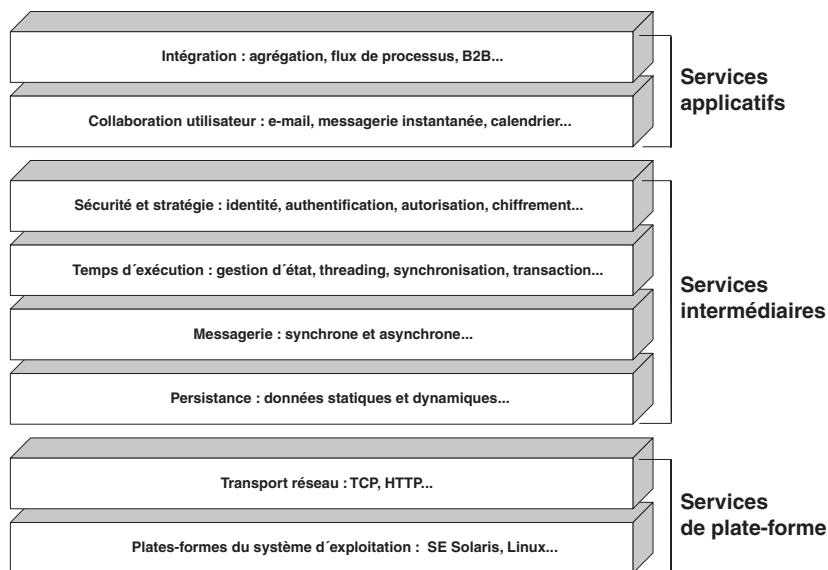 Intégration : agrégation, flux de processus, B2B...
Collaboration utilisateur : e-mail, messagerie instantanée, calendrier...
Services
applicatifs
Sécurité et stratégie : identité, authentification, autorisation, chiffrement...
Temps d´exécution : gestion d´état, threading, synchronisation, transaction...
Messagerie : synchrone et asynchrone...
Persistance : données statiques et dynamiques...
Services
intermédiaires
Transport réseau : TCP, HTTP...
Plates-formes du système d´exploitation : SE Solaris, Linux...
Services
de plate-forme